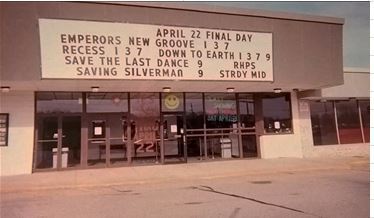 APRIL 22 FINAL DAY
EMPERORS NEW GROOVE 1 3 7
RECESS 1 3 7 DOWN TO EARTH 1 3 7 9
SAVE THE LAST DANCE 9 RHPS
SAVING SILVERMAN 9 STRDY MID
22